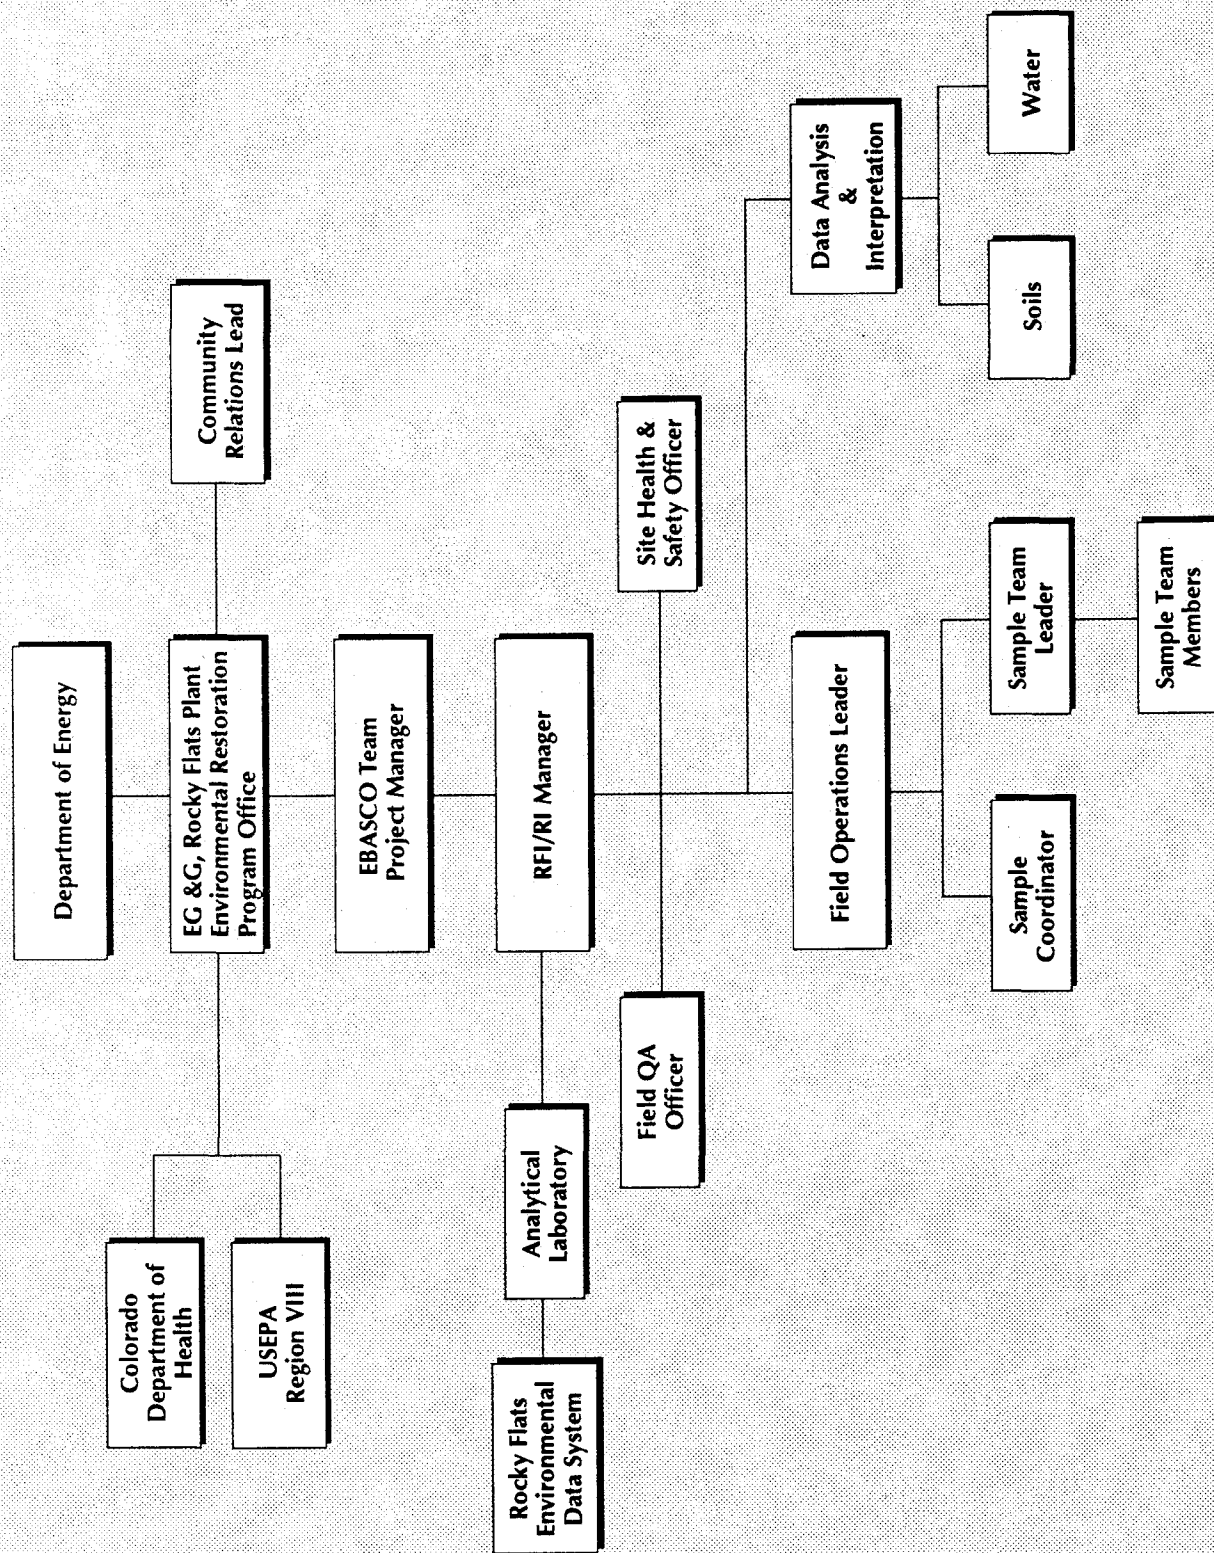 Department of Energy
Colorado
Department of
Health
USEPA
Region VIII
EG &G, Rocky Flats Plant
Environmental Restoration
Program Office
Community
Relations Lead
EBASCO Team
Project Manager
Rocky Flats
Environmental
Data System
Analytical
Laboratory
RFI/RI Manager
Field QA
Officer
Site Health &
Safety Officer
Field Operations Leader
Data Analysis
&
Interpretation
Sample
Coordinator
Sample Team
Leader
Soils
Water
Sample Team
Members